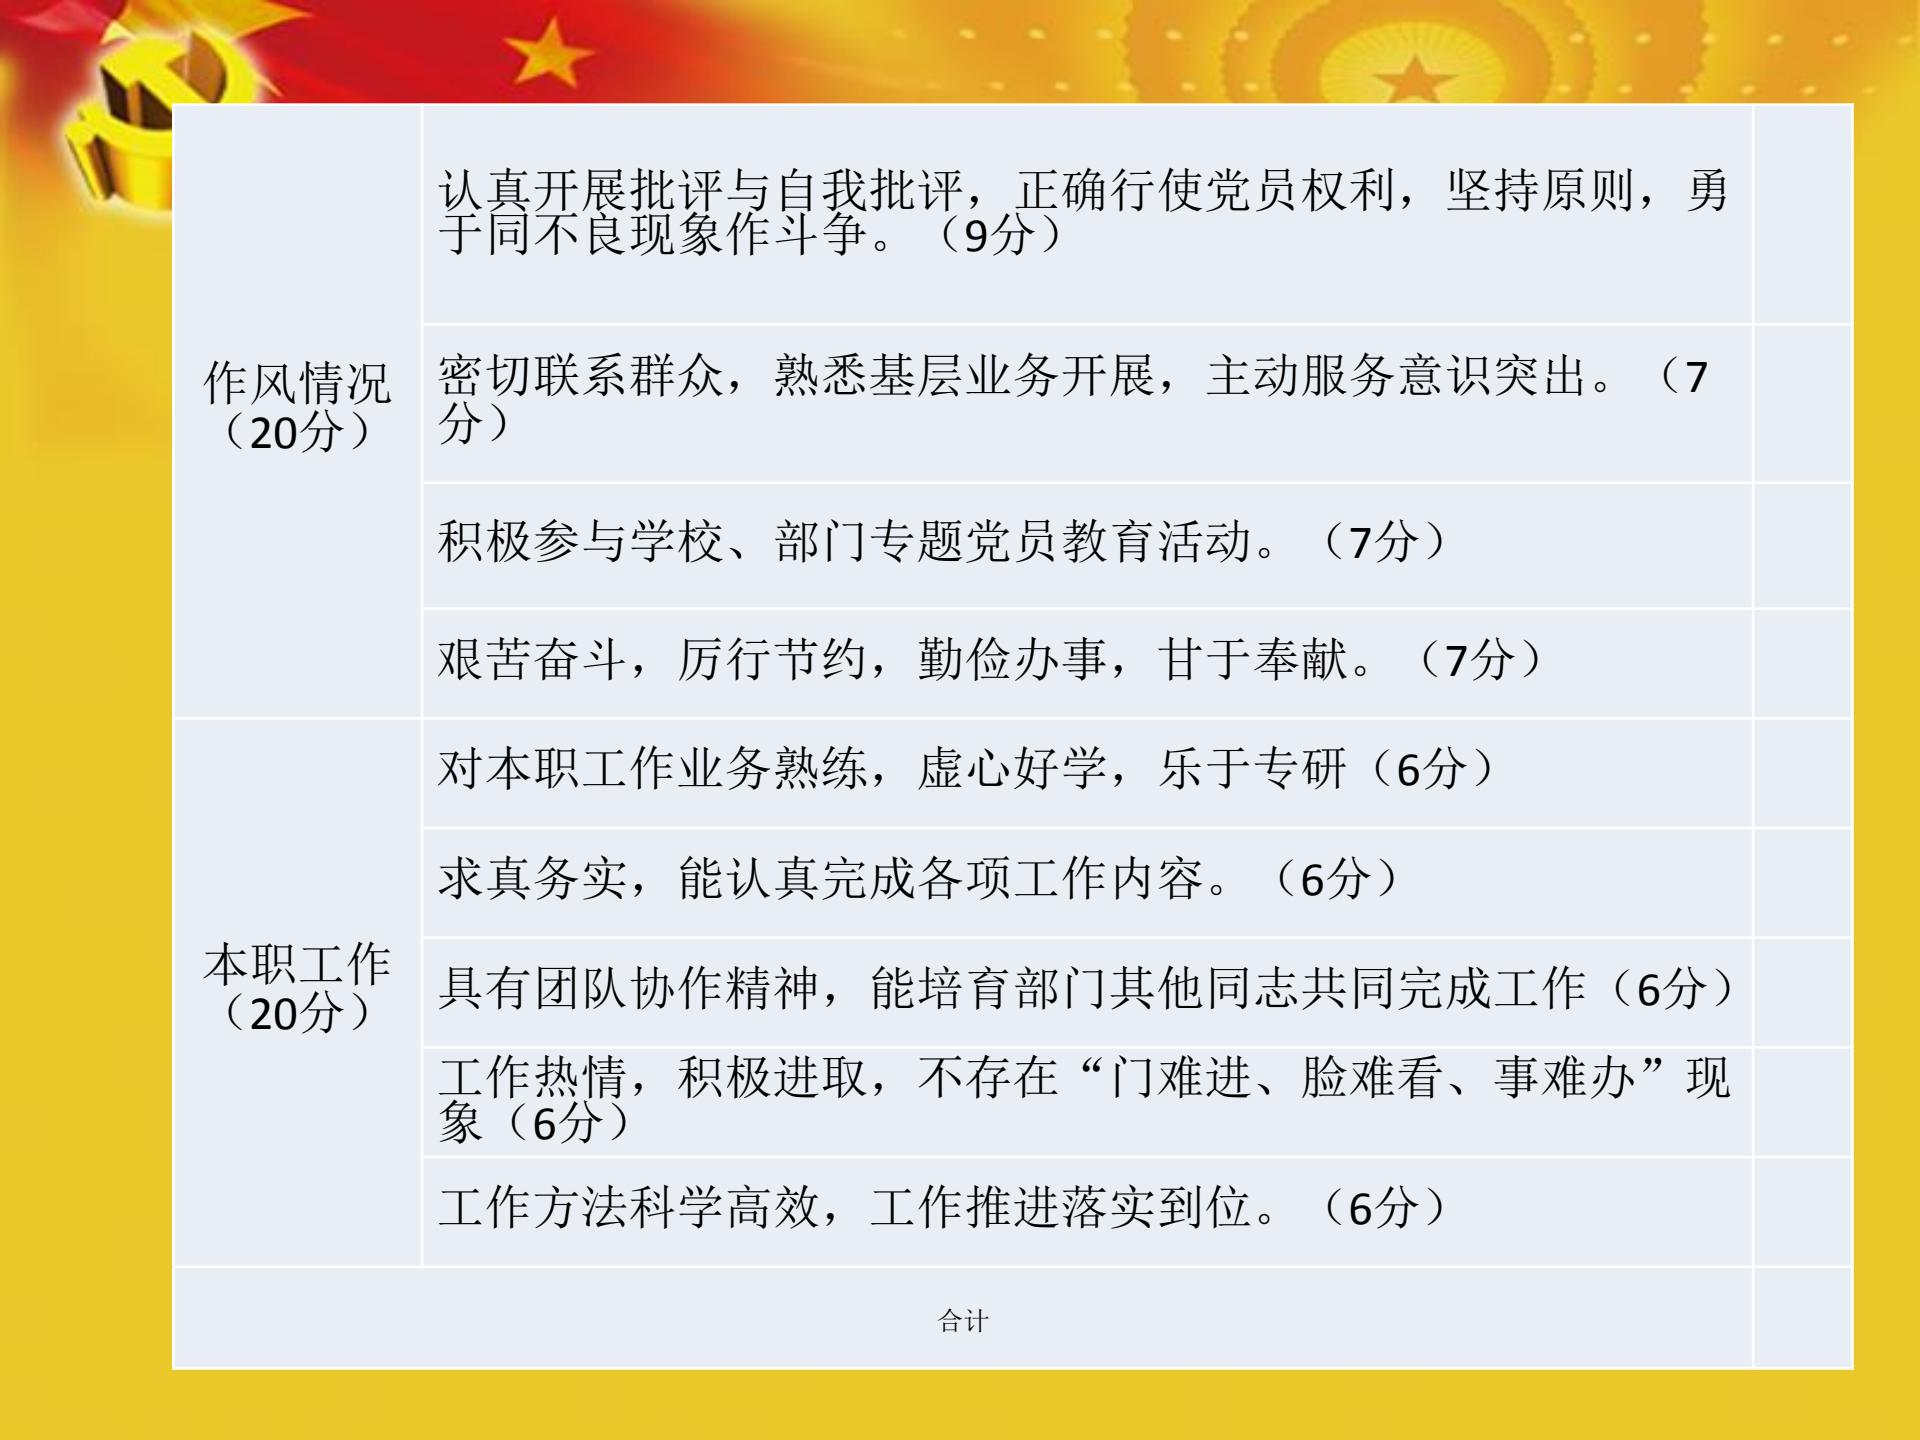 作风情况
（20分）
认真开展批评与自我批评，正确行使党员权利，坚持原则，勇
于同不良现象作斗争。（9分）
密切联系群众，熟悉基层业务开展，主动服务意识突出。（7
分）
积极参与学校、部门专题党员教育活动。（7分）
艰苦奋斗，厉行节约，勤俭办事，甘于奉献。（7分）
本职工作
（20分）
对本职工作业务熟练，虚心好学，乐于专研（6分）
求真务实，能认真完成各项工作内容。（6分）
具有团队协作精神，能培育部门其他同志共同完成工作（6分）
工作热情，积极进取，不存在“门难进、脸难看、事难办”现
象（6分）
工作方法科学高效，工作推进落实到位。（6分）
合计